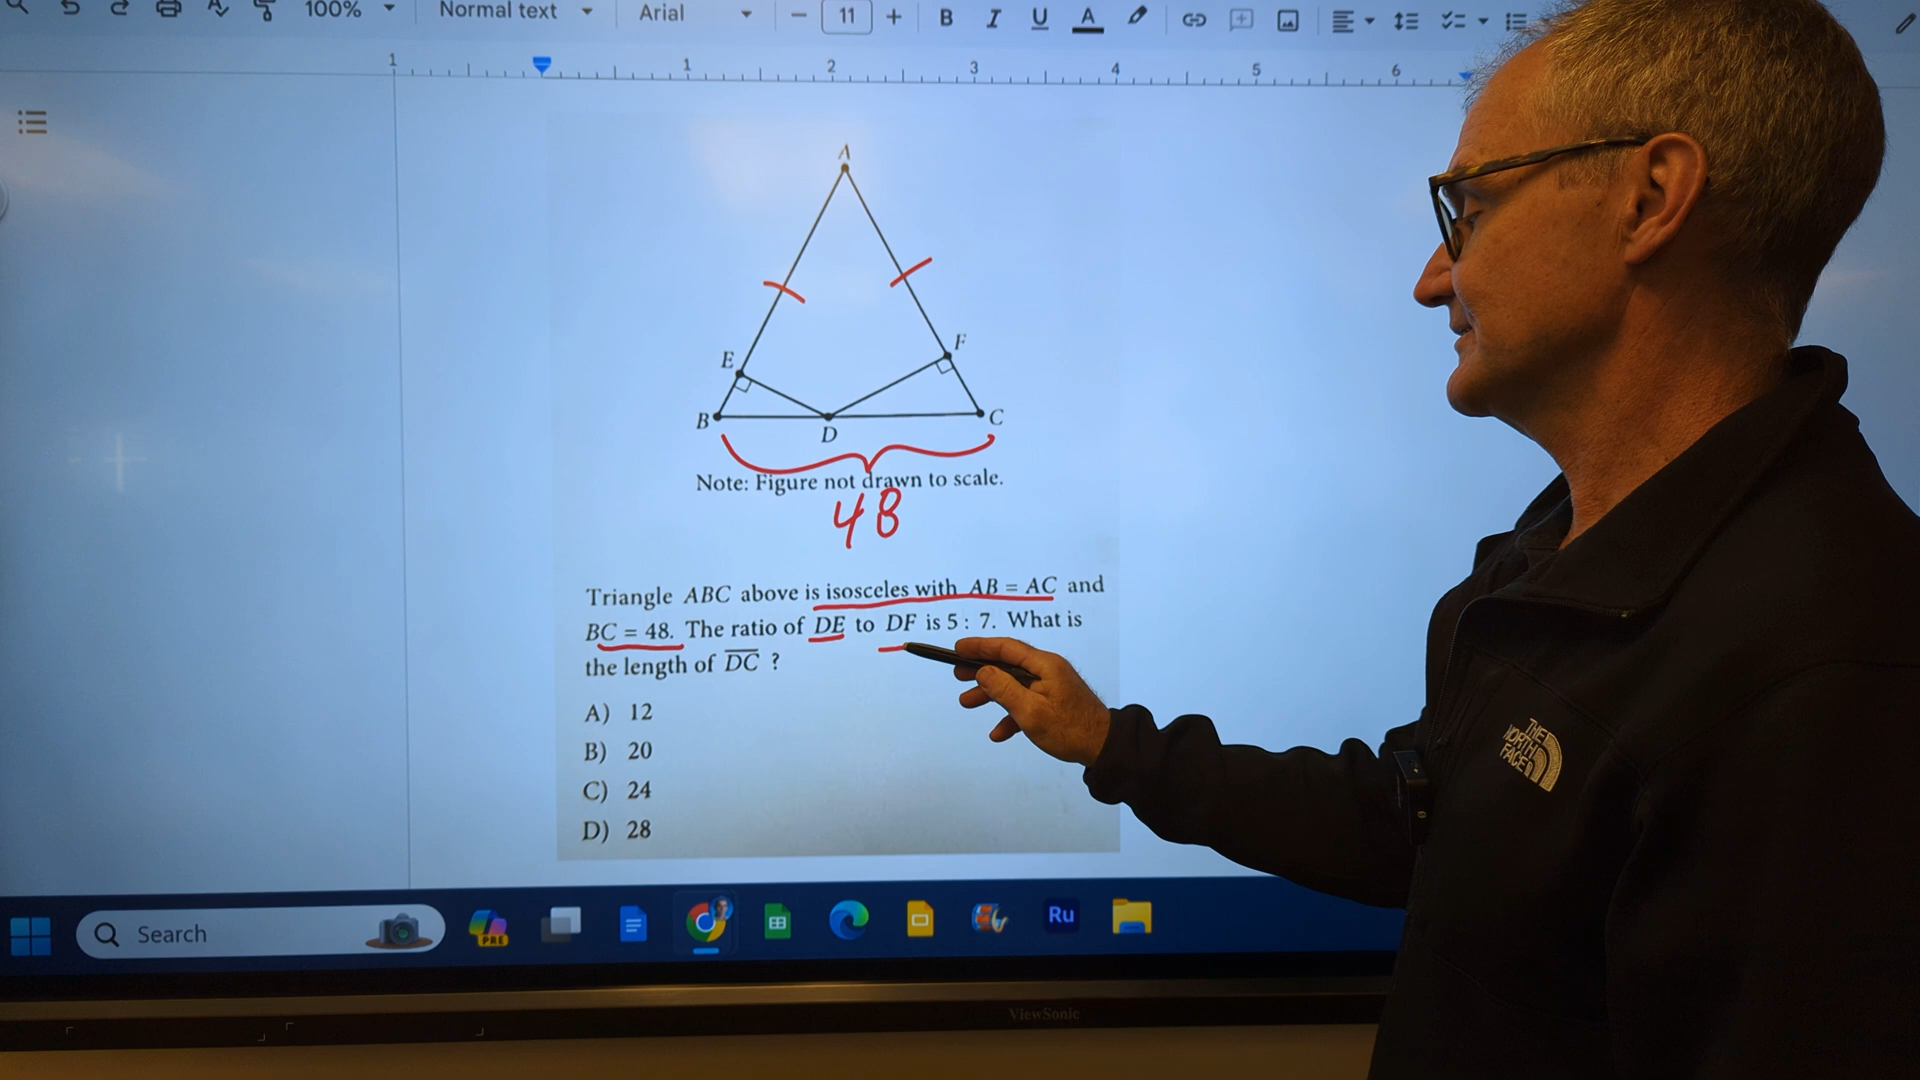 100% Normal text Arial 11 B I U A
1 1 2 3 4 5 6
A
E
F
B
D
C
Note: Figure not drawn to scale.
48
Triangle ABC above is isosceles with AB = AC and
BC = 48. The ratio of DE to DF is 5 : 7. What is
the length of DC ?
A) 12
B) 20
C) 24
D) 28
THE
NORTH
FACE
Search
PRE
Ru
ViewSonic